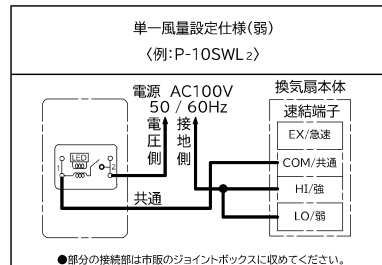 単一風量設定仕様(弱)
〈例:P-10SWL2〉
電源 AC100V
50 / 60Hz
電圧側
接地側
換気扇本体
速結端子
EX/急速
COM/共通
HI/強
LO/弱
LED
1
2
共通
●部分の接続部は市販のジョイントボックスに収めてください。